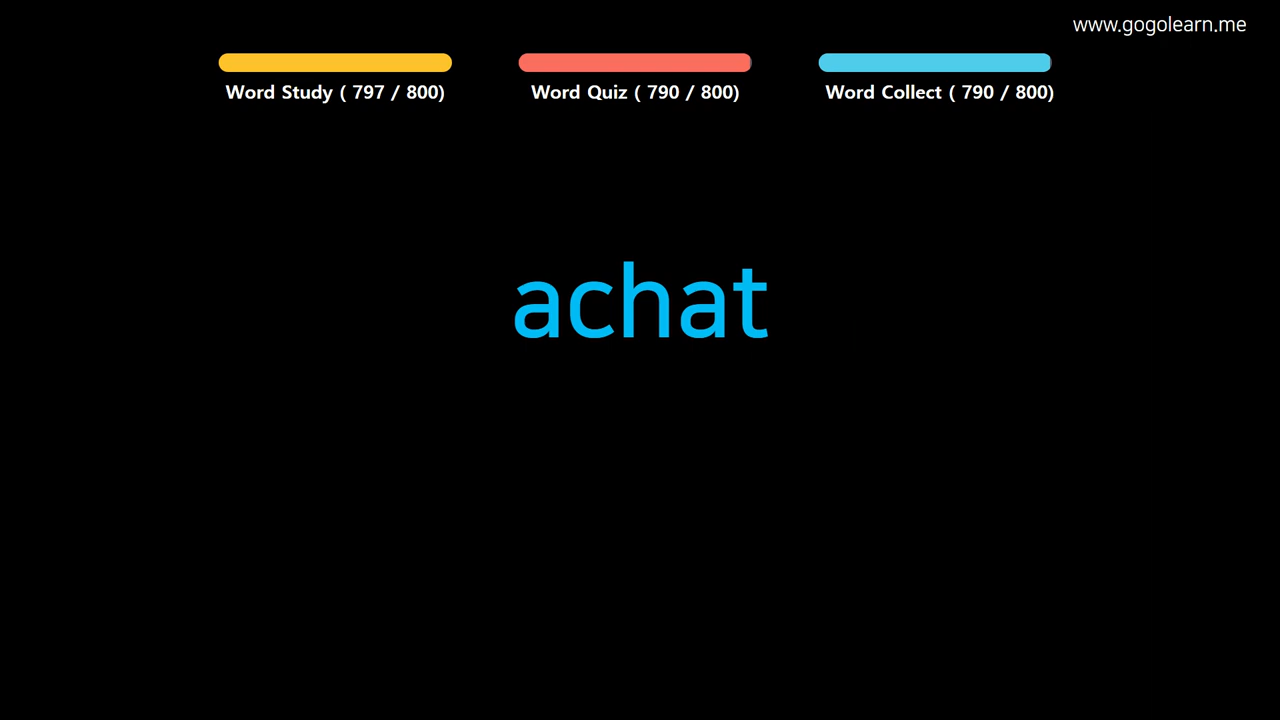 www.gogolearn.me
Word Study ( 797 / 800)
Word Quiz ( 790 / 800)
Word Collect ( 790 / 800)
achat